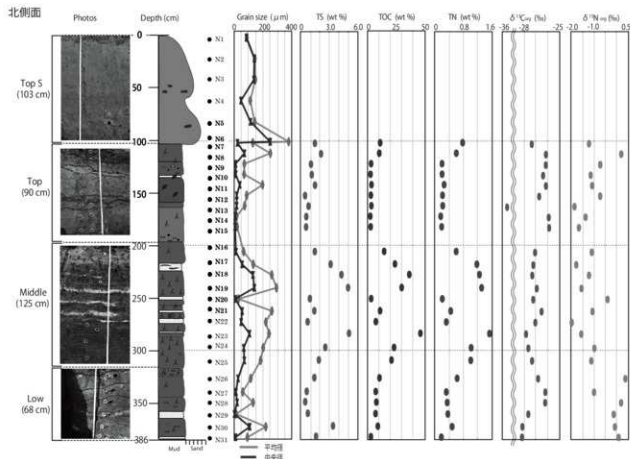 北側面
Photos Depth (cm) Grain size (μm) TS (wt %) TOC (wt %) TN (wt %) δ¹³Corg (‰) δ¹⁵Norg (‰)
0 200 400 0 3.0 6.0 0 25 50 0 0.8 1.6 -36 -28 -25 -2.0 -1.0 0.5
Top S
(103 cm)
Top
(90 cm)
Middle
(125 cm)
Low
(68 cm)
0
50
100
150
200
250
300
350
386
Mud Sand
N1
N2
N3
N4
N5
N6
N7
N8
N9
N10
N11
N12
N13
N14
N15
N16
N17
N18
N19
N20
N21
N22
N23
N24
N25
N26
N27
N28
N29
N30
N31
平均径
中央径